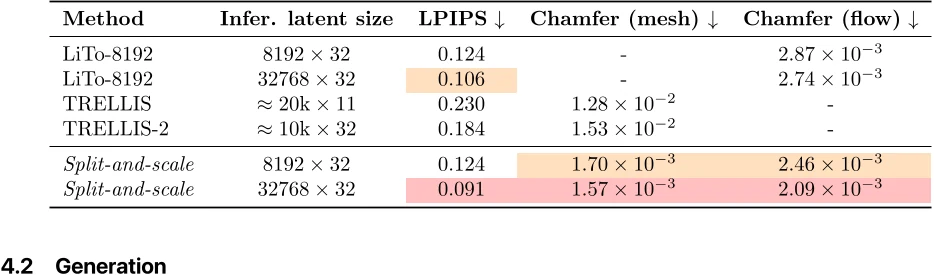 Method Infer. latent size LPIPS ↓ Chamfer (mesh) ↓ Chamfer (flow) ↓
LiTo-8192 8192 × 32 0.124 - 2.87 × 10⁻³
LiTo-8192 32768 × 32 0.106 - 2.74 × 10⁻³
TRELLIS ≈ 20k × 11 0.230 1.28 × 10⁻² -
TRELLIS-2 ≈ 10k × 32 0.184 1.53 × 10⁻² -
Split-and-scale 8192 × 32 0.124 1.70 × 10⁻³ 2.46 × 10⁻³
Split-and-scale 32768 × 32 0.091 1.57 × 10⁻³ 2.09 × 10⁻³
4.2 Generation